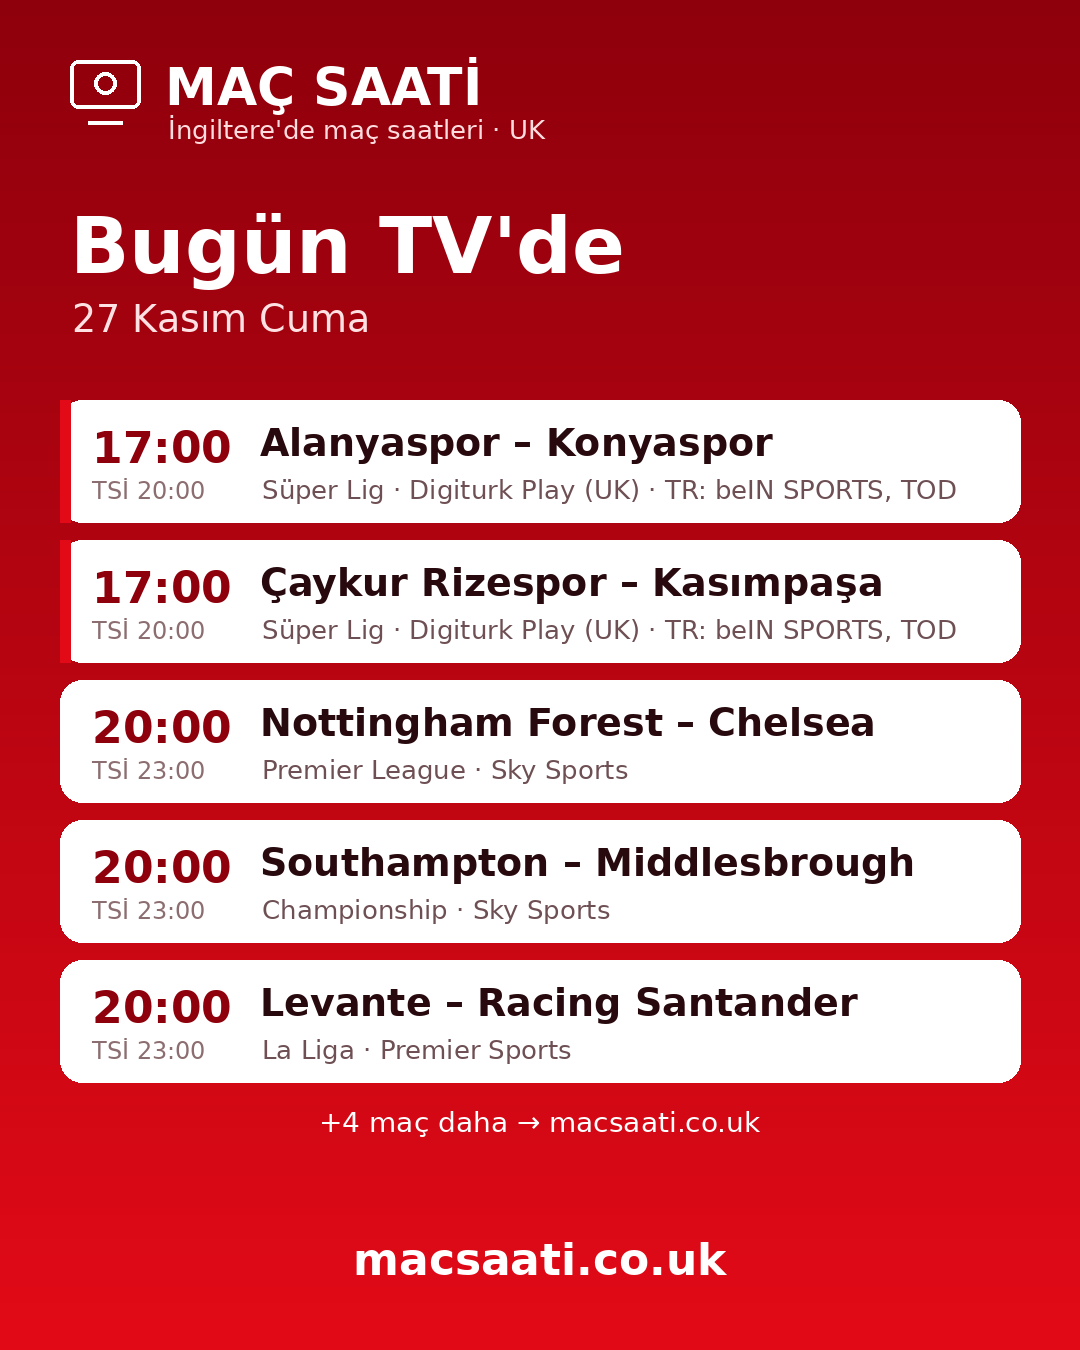 MAÇ SAATİ
İngiltere'de maç saatleri · UK
Bugün TV'de
27 Kasım Cuma
17:00 Alanyaspor – Konyaspor
TSİ 20:00 Süper Lig · Digiturk Play (UK) · TR: beIN SPORTS, TOD
17:00 Çaykur Rizespor – Kasımpaşa
TSİ 20:00 Süper Lig · Digiturk Play (UK) · TR: beIN SPORTS, TOD
20:00 Nottingham Forest – Chelsea
TSİ 23:00 Premier League · Sky Sports
20:00 Southampton – Middlesbrough
TSİ 23:00 Championship · Sky Sports
20:00 Levante – Racing Santander
TSİ 23:00 La Liga · Premier Sports
+4 maç daha → macsaati.co.uk
macsaati.co.uk